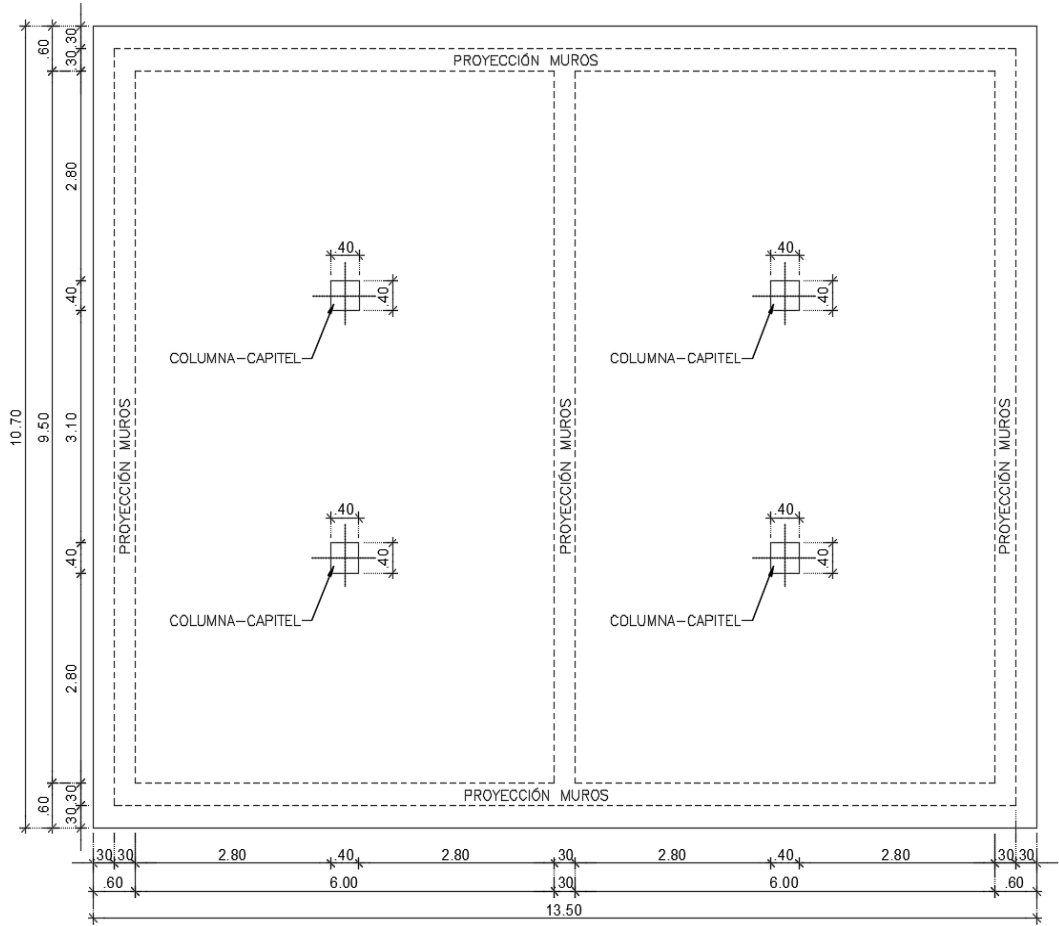 .60
.30
.30
PROYECCIÓN MUROS
2.80
.40
.40
.40
.40
.40
COLUMNA-CAPITEL
COLUMNA-CAPITEL
10.70
9.50
3.10
PROYECCIÓN MUROS
PROYECCIÓN MUROS
PROYECCIÓN MUROS
.40
.40
.40
.40
.40
COLUMNA-CAPITEL
COLUMNA-CAPITEL
2.80
PROYECCIÓN MUROS
.60
.30
.30
.30 .30 2.80 .40 2.80 .30 2.80 .40 2.80 .30 .30
.60 6.00 .30 6.00 .60
13.50